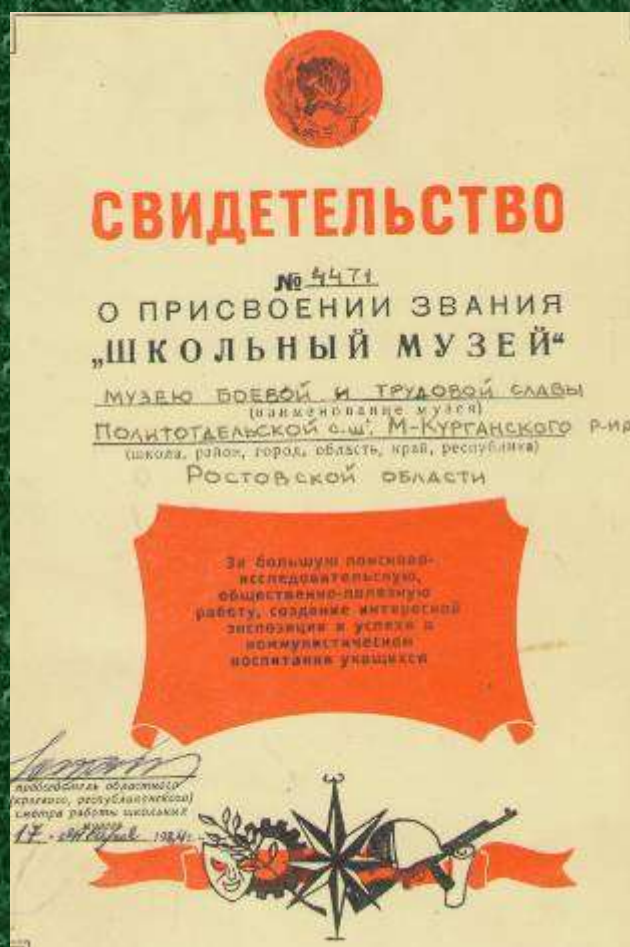 СВИДЕТЕЛЬСТВО
№ 4471
О ПРИСВОЕНИИ ЗВАНИЯ
„ШКОЛЬНЫЙ МУЗЕЙ“
МУЗЕЮ БОЕВОЙ И ТРУДОВОЙ СЛАВЫ
(наименование музея)
ПОЛИТОТДЕЛЬСКОЙ с.ш. М-КУРГАНСКОГО Р-НА
(школа, район, город, область, край, республика)
РОСТОВСКОЙ ОБЛАСТИ
За большую поисково-
исследовательскую,
общественно-полезную
работу, создание интересной
экспозиции и успехи в
коммунистическом
воспитании учащихся
председатель областного
(краевого, республиканского)
смотра работы школьных
17